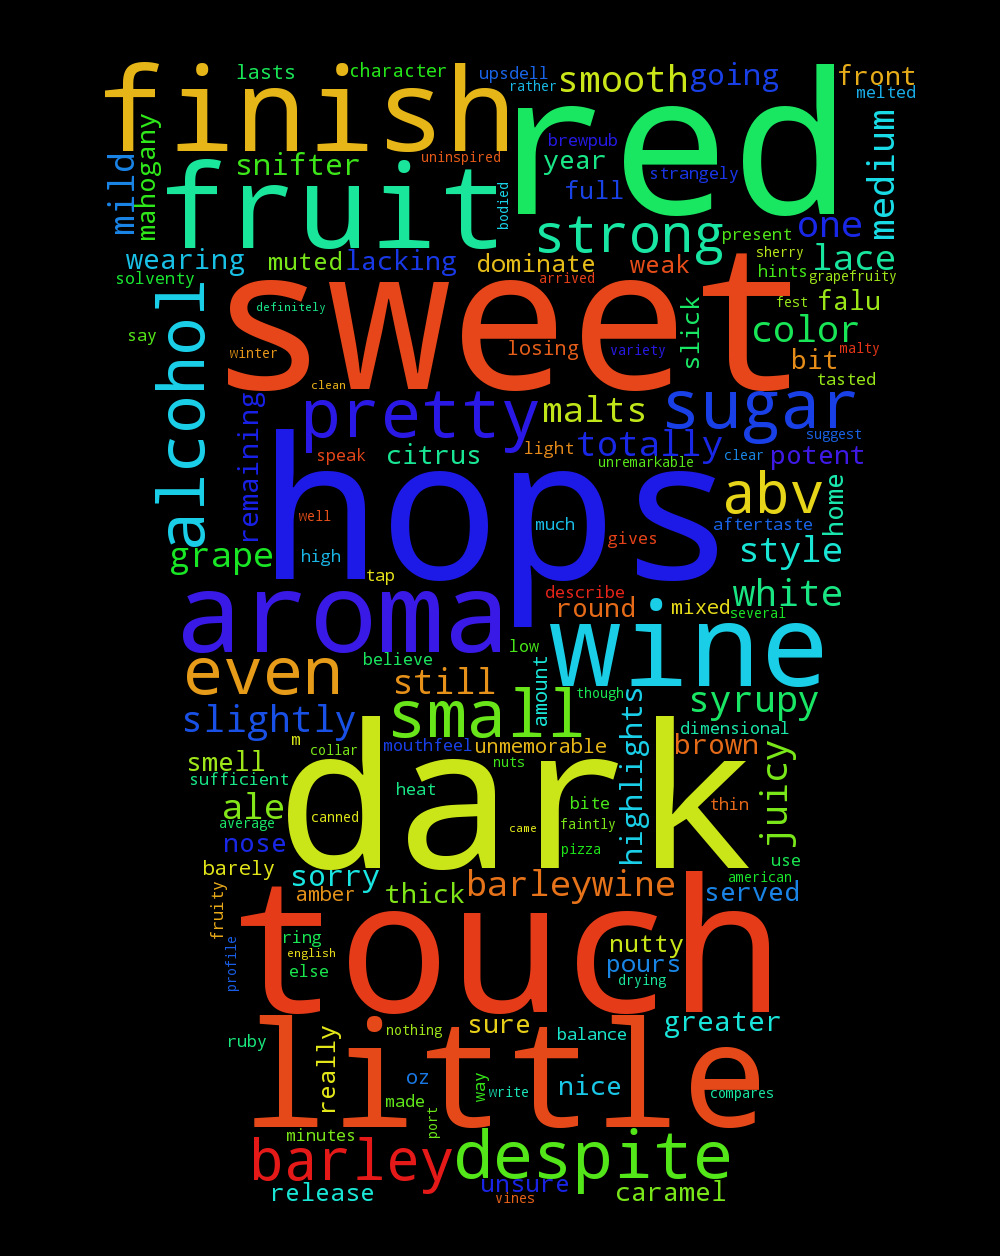 finish
red
lasts
character
upsdell
rather
smooth
going
front
melted
mahogany
mild
snifter
uninspired
fruit
bodied
brewpub
year
full
strangely
medium
strong
one
present
wearing
muted
lacking
dominate
weak
sherry
lace
solventy
arrived
hints
grapefruity
alcohol
sweet
definitely
fest
falu
say
slick
color
winter
losing
variety
bit
malty
clean
tasted
pretty
malts
sugar
remaining
speak
citrus
light
totally
unremarkable
clear
suggest
potent
hops
abv
home
well
much
aftertaste
grape
high
gives
style
tap
aroma
describe
round
mixed
white
several
wine
low
believe
even
still
amount
though
syrupy
small
slightly
highlights
dimensional
m
collar
mouthfeel
unmemorable
brown
smell
nuts
juicy
sufficient
dark
heat
ale
canned
bite
thin
average
came
faintly
nose
pizza
barely
use
sorry
american
fruity
amber
thick
barleywine
served
touch
profile
ring
nutty
english
pours
else
drying
little
nothing
sure
greater
ruby
really
balance
oz
way
write
nice
compares
made
port
minutes
barley
despite
release
unsure
caramel
vines